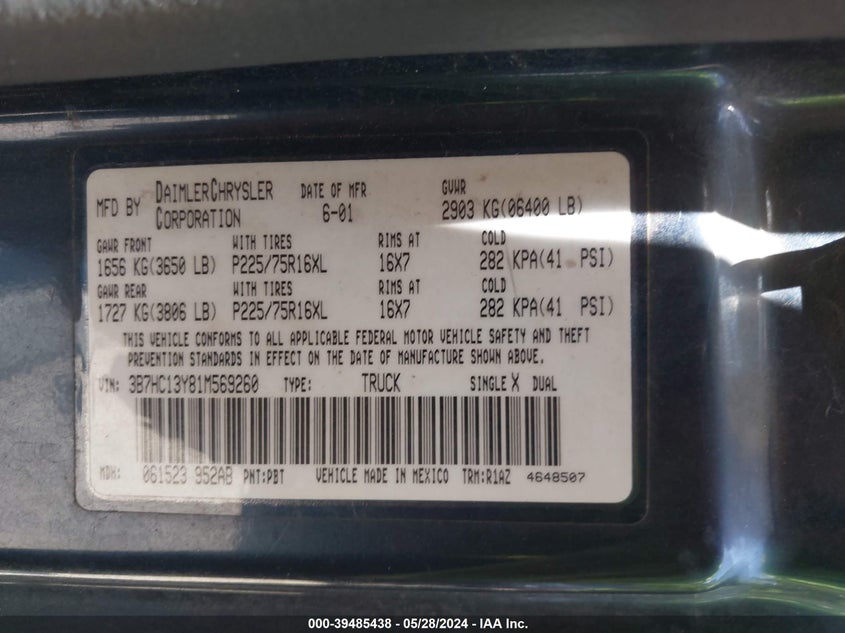 MFD BY DAIMLERCHRYSLER CORPORATION DATE OF MFR 6-01 GVWR 2903 KG(06400 LB)
GAWR FRONT WITH TIRES RIMS AT COLD
1656 KG(3650 LB) P225/75R16XL 16X7 282 KPA(41 PSI)
GAWR REAR WITH TIRES RIMS AT COLD
1727 KG(3806 LB) P225/75R16XL 16X7 282 KPA(41 PSI)
THIS VEHICLE CONFORMS TO ALL APPLICABLE FEDERAL MOTOR VEHICLE SAFETY AND THEFT
PREVENTION STANDARDS IN EFFECT ON THE DATE OF MANUFACTURE SHOWN ABOVE.
VIN: 3B7HC13Y81M569260 TYPE: TRUCK SINGLE X DUAL
MDH: 061523 952AB PNT:PBT VEHICLE MADE IN MEXICO TRM:R1AZ 4648507
000-39485438 - 05/28/2024 - IAA Inc.